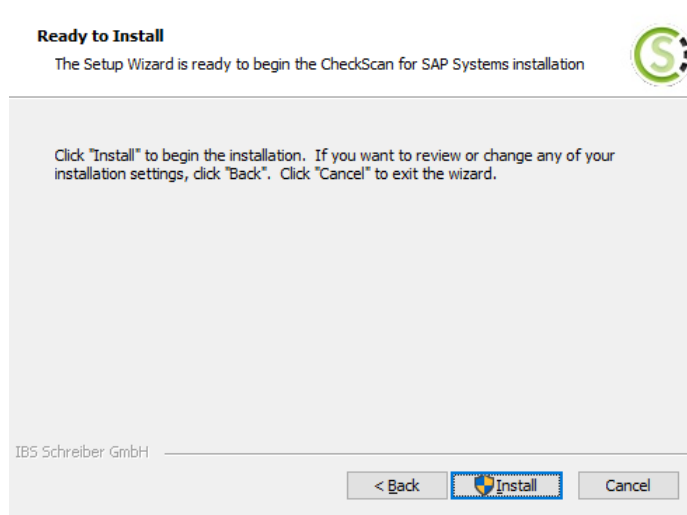 Ready to Install
The Setup Wizard is ready to begin the CheckScan for SAP Systems installation
CS
Click "Install" to begin the installation. If you want to review or change any of your
installation settings, click "Back". Click "Cancel" to exit the wizard.
IBS Schreiber GmbH
< Back
Install
Cancel